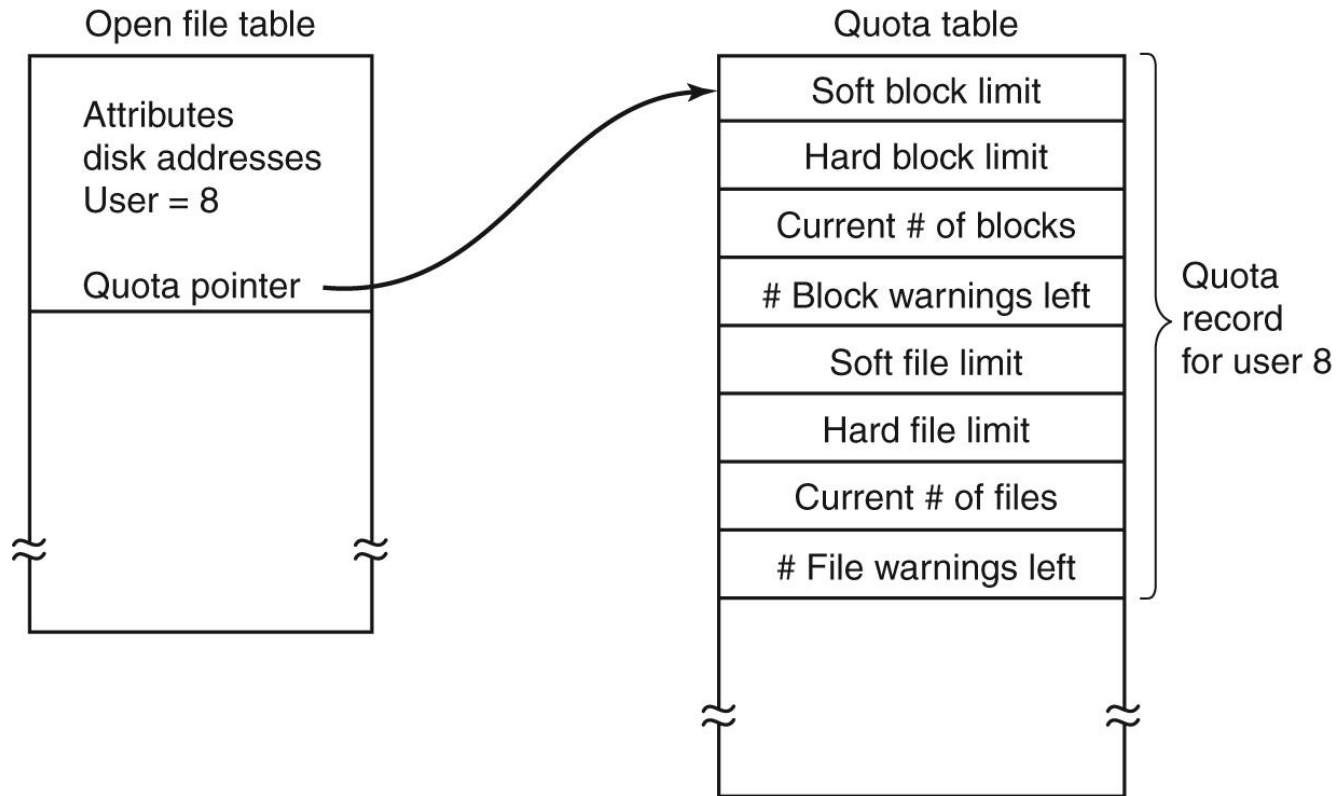 Open file table
Attributes
disk addresses
User = 8
Quota pointer
Quota table
Soft block limit
Hard block limit
Current # of blocks
# Block warnings left
Soft file limit
Hard file limit
Current # of files
# File warnings left
Quota
record
for user 8